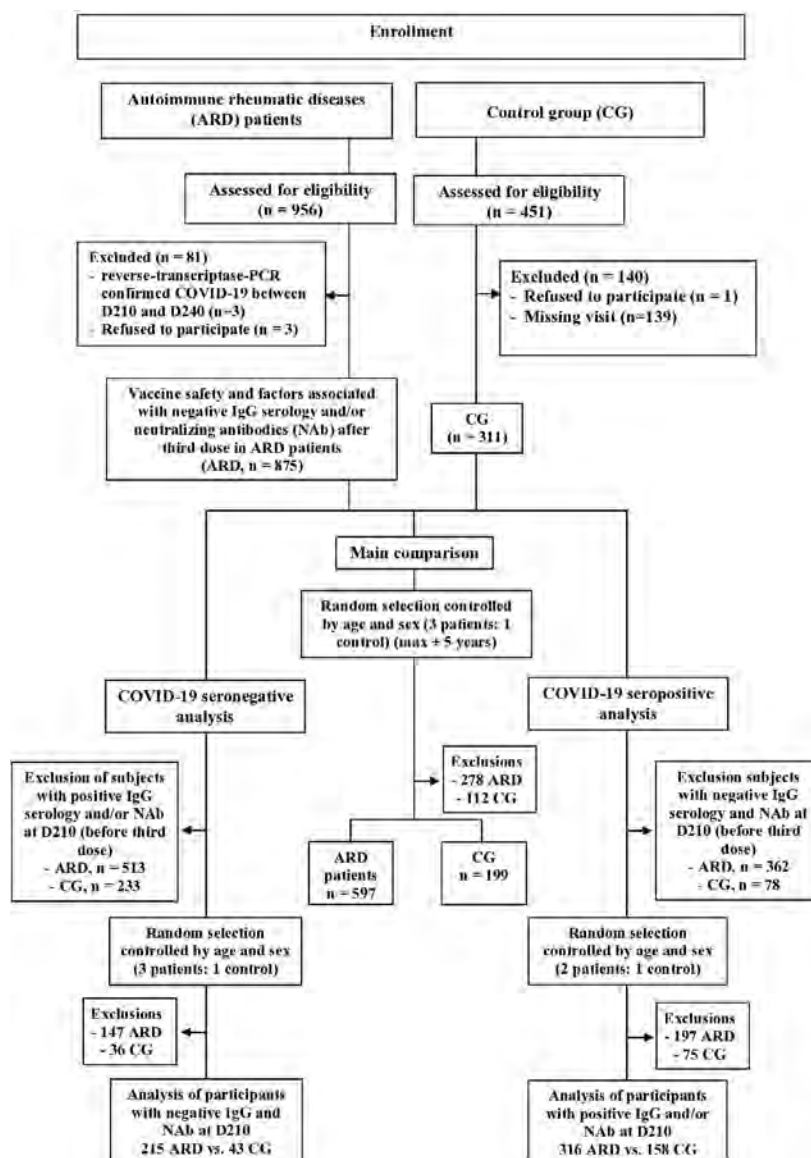 Enrollment
Autoimmune rheumatic diseases
(ARD) patients
Control group (CG)
Assessed for eligibility
(n = 956)
Assessed for eligibility
(n = 451)
Excluded (n = 81)
- reverse-transcriptase-PCR
confirmed COVID-19 between
D210 and D240 (n=3)
- Refused to participate (n = 3)
Excluded (n = 140)
- Refused to participate (n = 1)
- Missing visit (n=139)
Vaccine safety and factors associated
with negative IgG serology and/or
neutralizing antibodies (NAb) after
third dose in ARD patients
(ARD, n = 875)
CG
(n = 311)
Main comparison
Random selection controlled
by age and sex (3 patients: 1
control) (max ± 5 years)
COVID-19 seronegative
analysis
COVID-19 seropositive
analysis
Exclusion of subjects
with positive IgG
serology and/or NAb
at D210 (before third
dose)
- ARD, n = 513
- CG, n = 233
Exclusions
- 278 ARD
- 112 CG
Exclusion subjects
with negative IgG
serology and NAb at
D210 (before third
dose)
- ARD, n = 362
- CG, n = 78
ARD
patients
n = 597
CG
n = 199
Random selection
controlled by age and sex
(3 patients: 1 control)
Random selection
controlled by age and sex
(2 patients: 1 control)
Exclusions
- 147 ARD
- 36 CG
Exclusions
- 197 ARD
- 75 CG
Analysis of participants
with negative IgG and
NAb at D210
215 ARD vs. 43 CG
Analysis of participants
with positive IgG and/or
NAb at D210
316 ARD vs. 158 CG